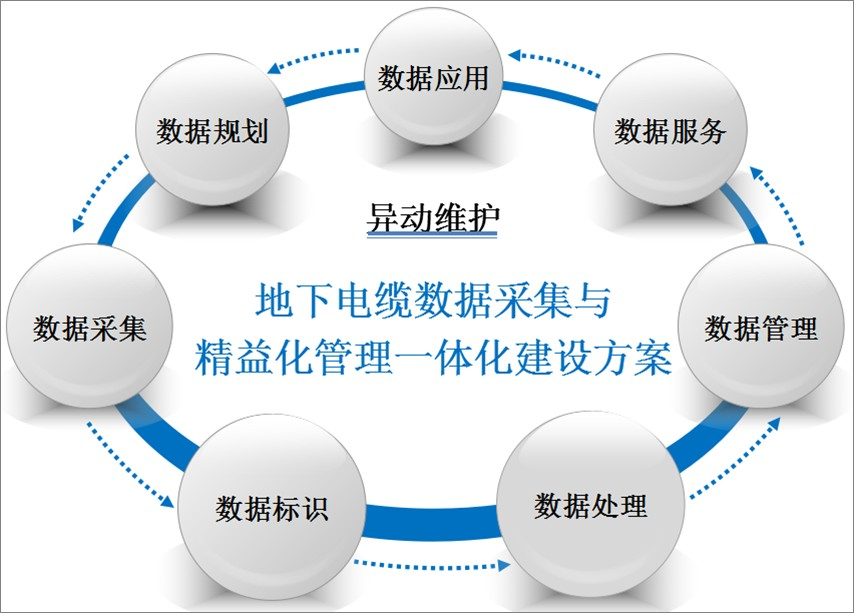 数据应用
数据规划
数据服务
异动维护
地下电缆数据采集与
精益化管理一体化建设方案
数据采集
数据管理
数据标识
数据处理